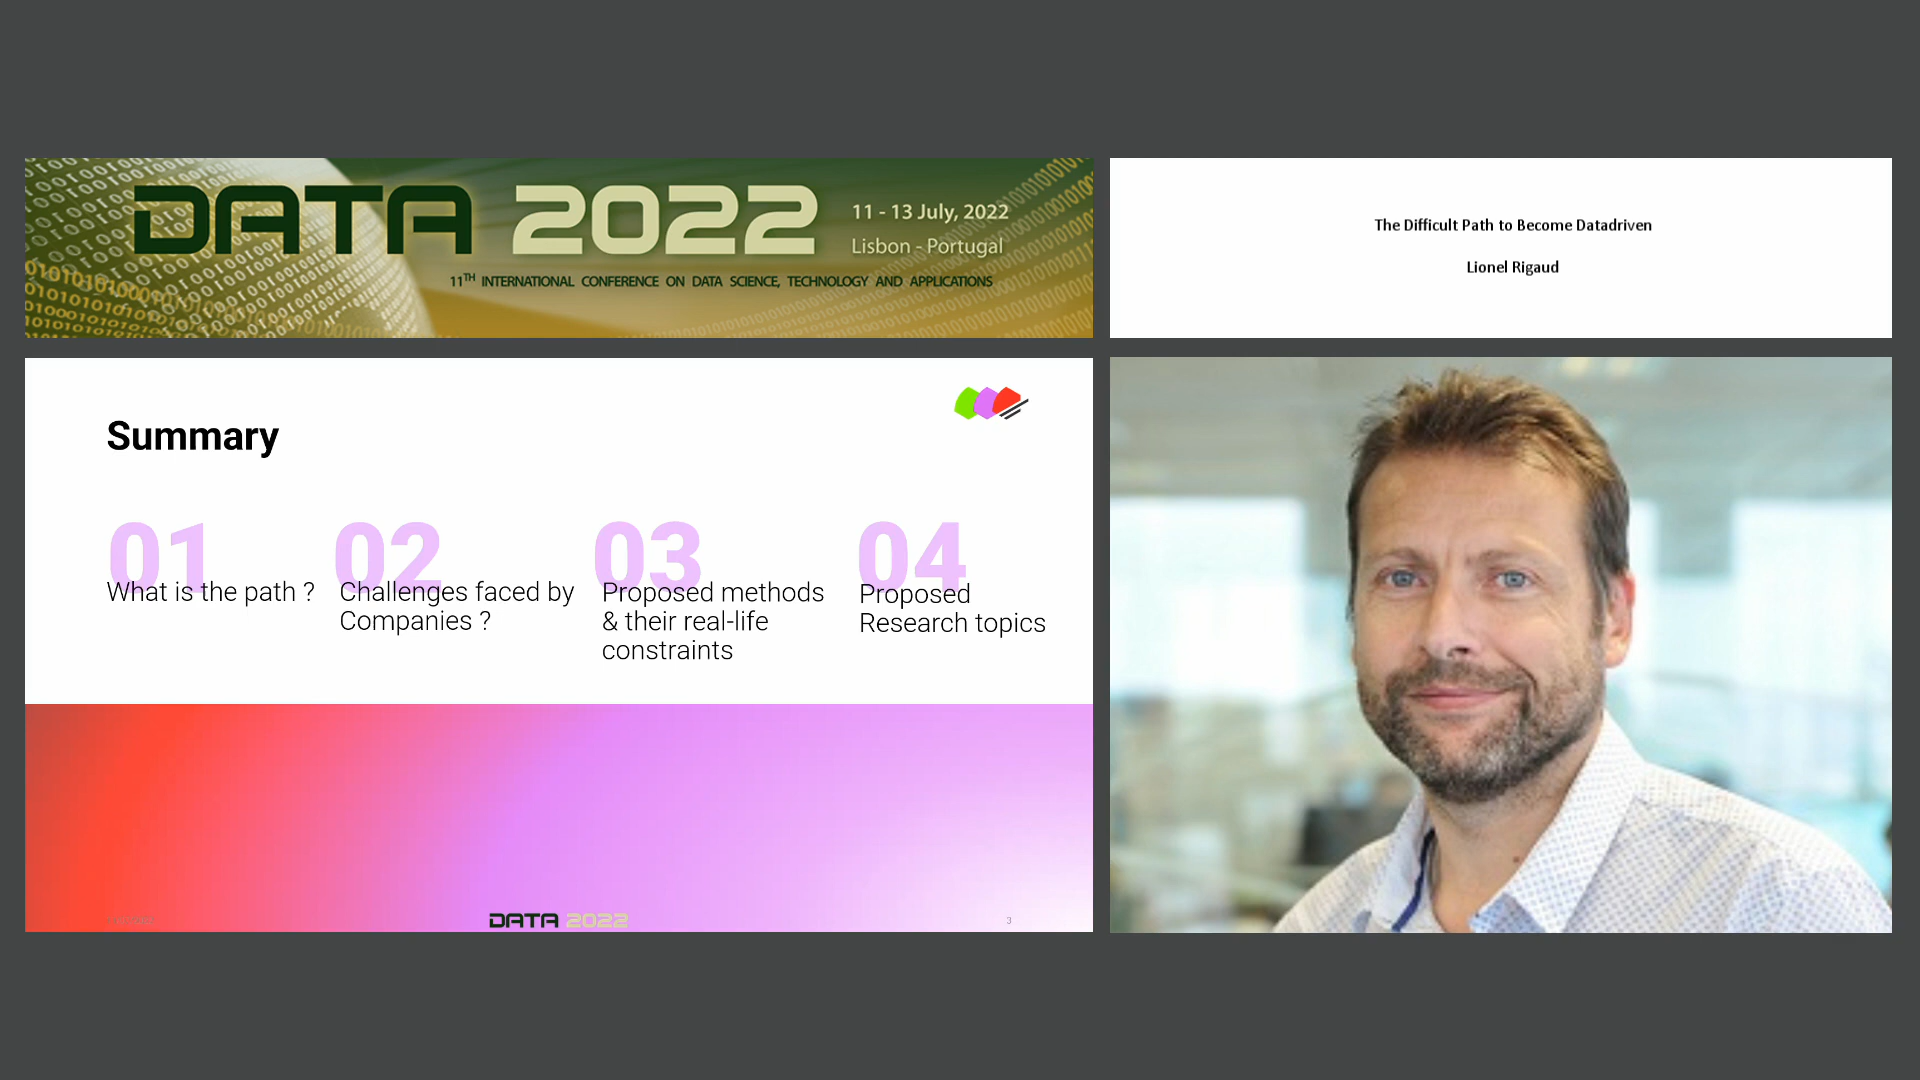 DATA 2022
11 - 13 July, 2022
Lisbon - Portugal
11TH INTERNATIONAL CONFERENCE ON DATA SCIENCE, TECHNOLOGY AND APPLICATIONS
The Difficult Path to Become Datadriven
Lionel Rigaud
Summary
01
What is the path ?
02
Challenges faced by
Companies ?
03
Proposed methods
& their real-life
constraints
04
Proposed
Research topics
DATA 2022
3